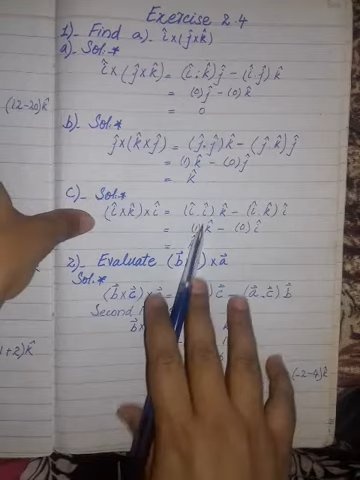 Exercise 2.4
1)- Find a)- î×(ĵ×k̂)
a)- Sol.*
î × (ĵ × k̂) = (î.k̂)ĵ - (î.ĵ) k̂
= (0)ĵ - (0)k̂
= 0
(12-20)k̂
b)- Sol.*
ĵ×(k̂×ĵ) = (ĵ.ĵ)k̂ - (ĵ.k̂)ĵ
= (1)k̂ - (0)ĵ
= k̂
c)- Sol.*
(î×k̂)×î = (î.î) k̂ - (î.k̂) î
= (1)k̂ - (0) î
=
2)- Evaluate (b⃗ ) × a⃗
Sol.*
(b⃗×c⃗)× = ) c⃗ - (a⃗.c⃗) b⃗
Second
b⃗×
+2)k̂
(-2-4)k̂